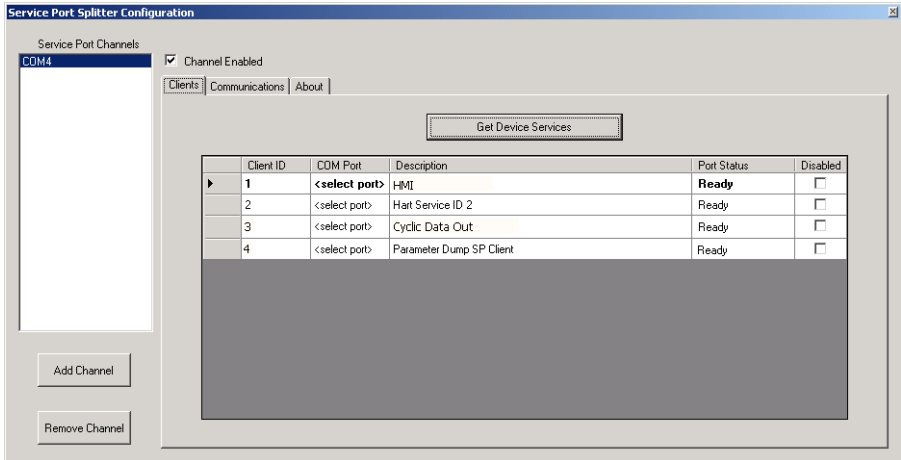 Service Port Splitter Configuration
Service Port Channels
COM4
Channel Enabled
Clients Communications About
Get Device Services
Client ID COM Port Description Port Status Disabled
1 <select port> HMI Ready
2 <select port> Hart Service ID 2 Ready
3 <select port> Cyclic Data Out Ready
4 <select port> Parameter Dump SP Client Ready
Add Channel
Remove Channel